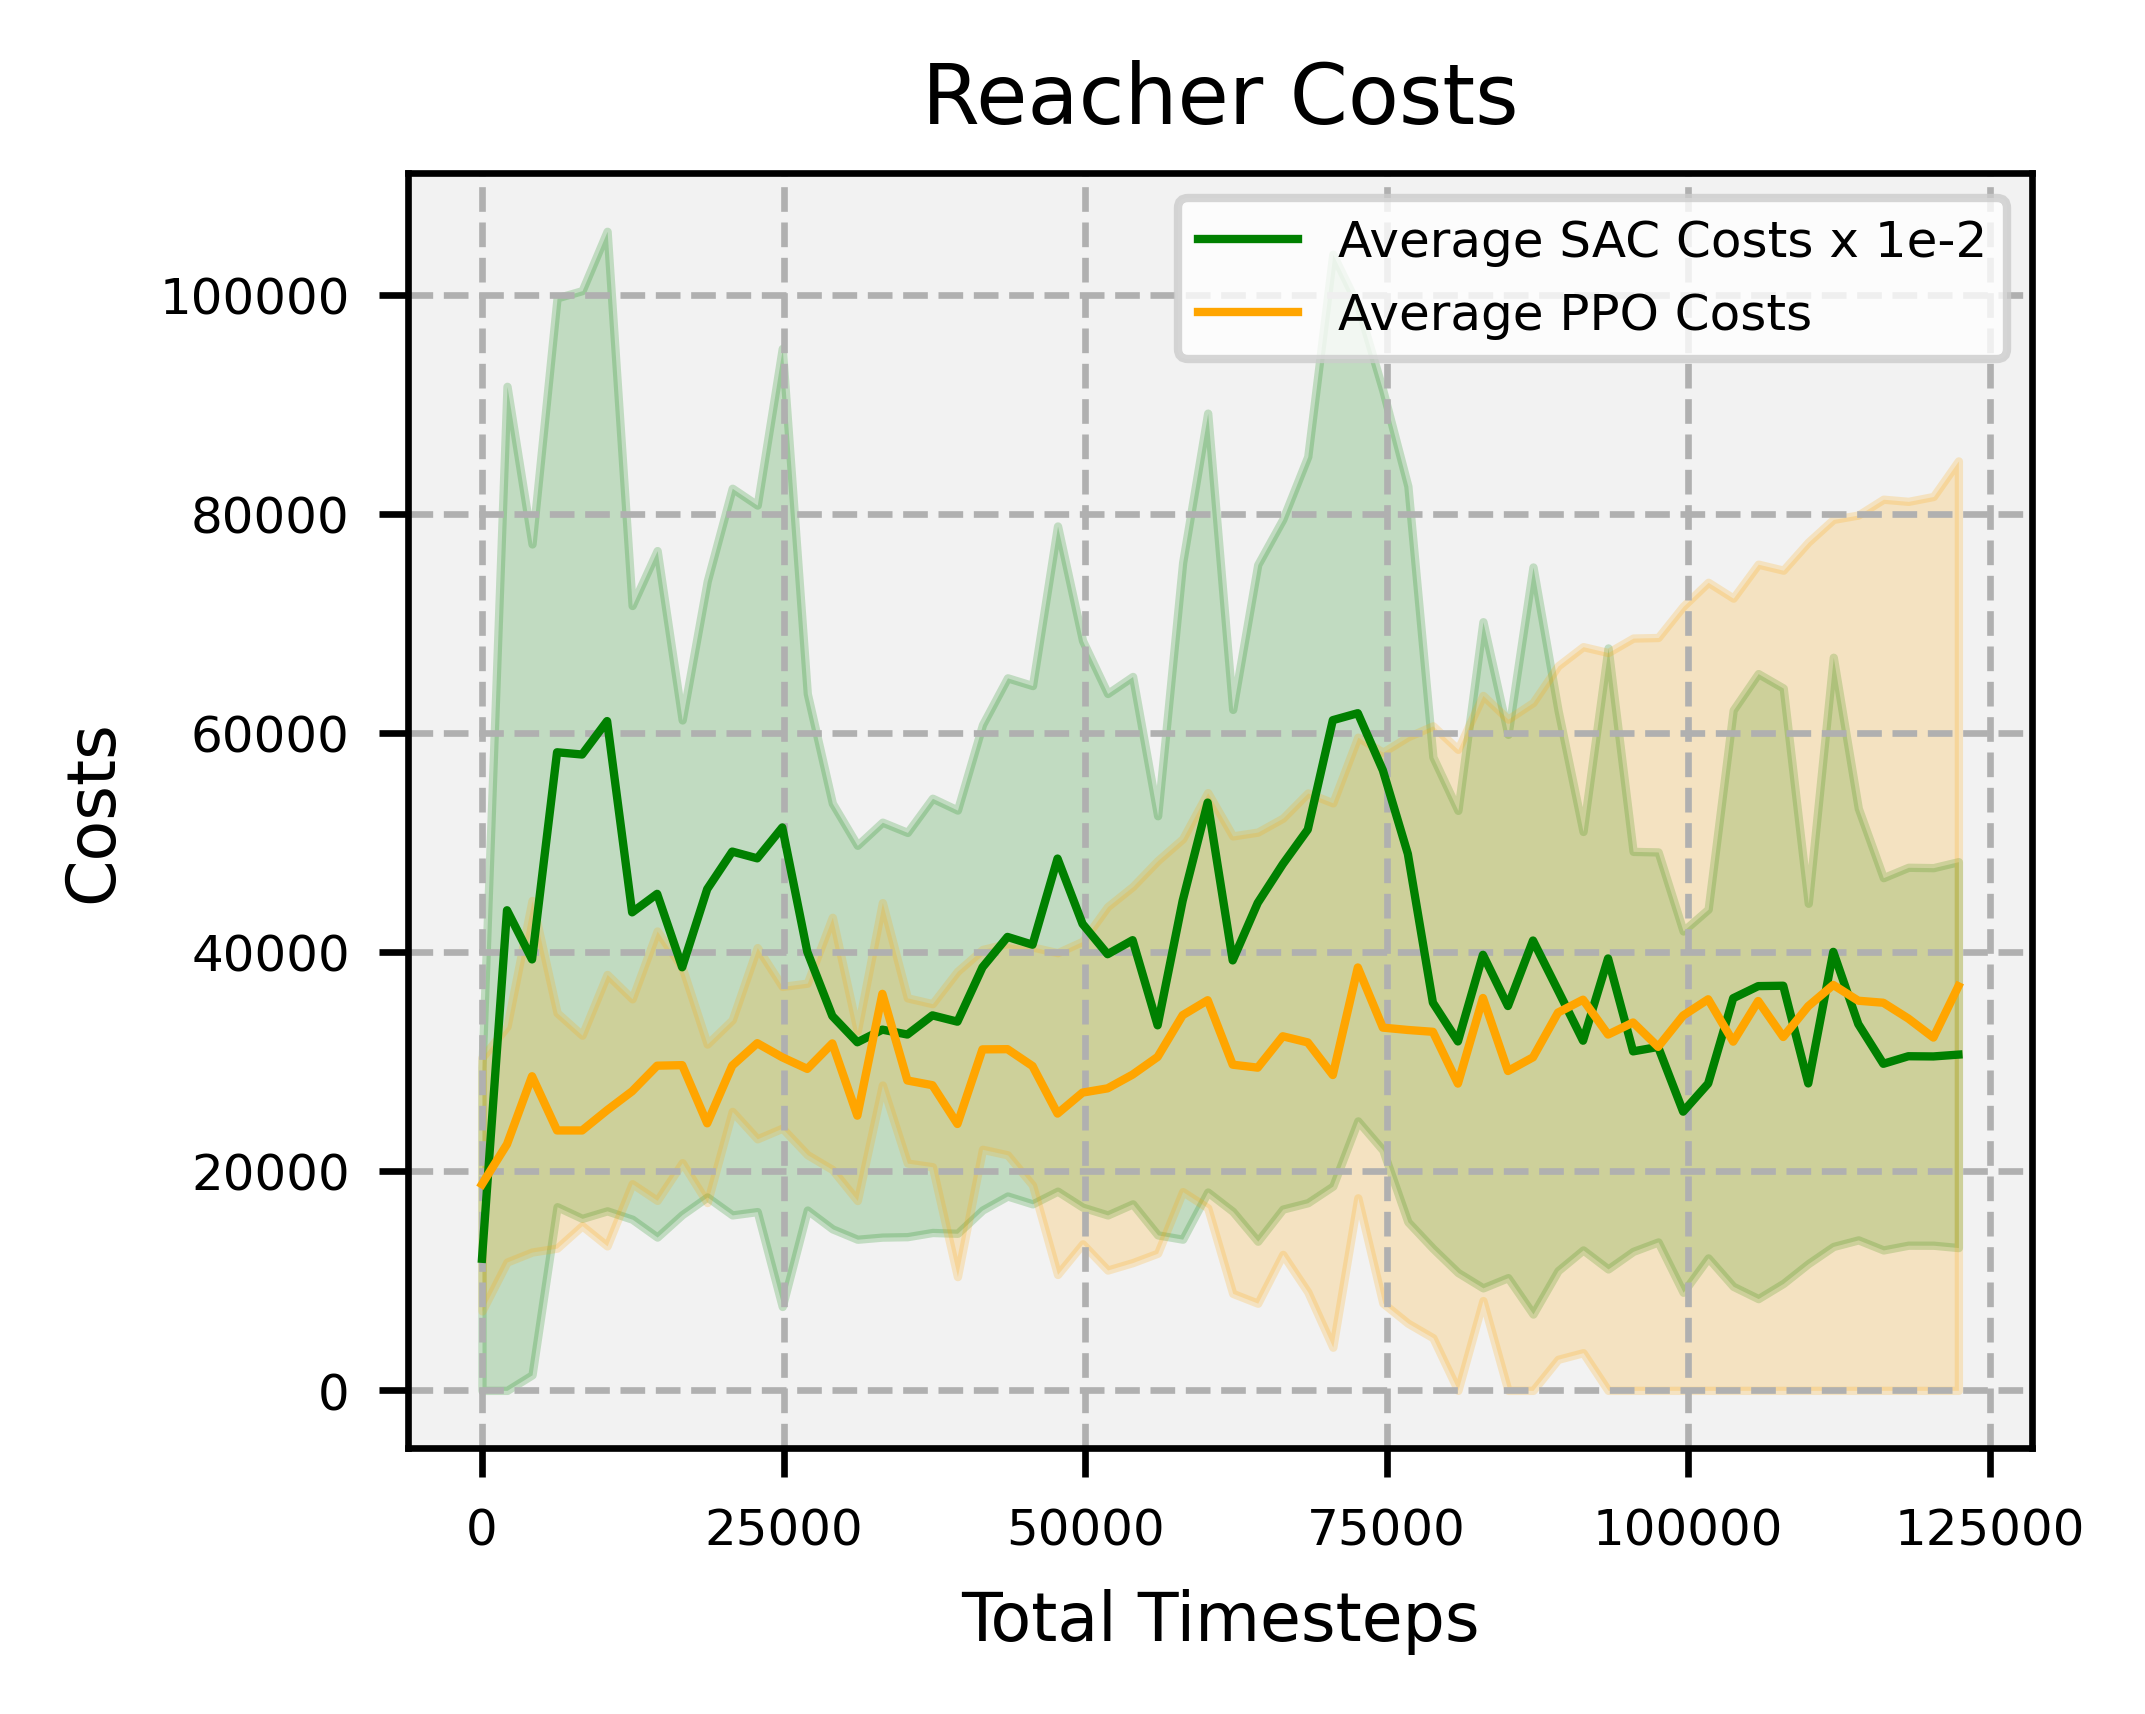 Reacher Costs
Average SAC Costs x 1e-2
Average PPO Costs
Costs
100000
80000
60000
40000
20000
0
0 25000 50000 75000 100000 125000
Total Timesteps